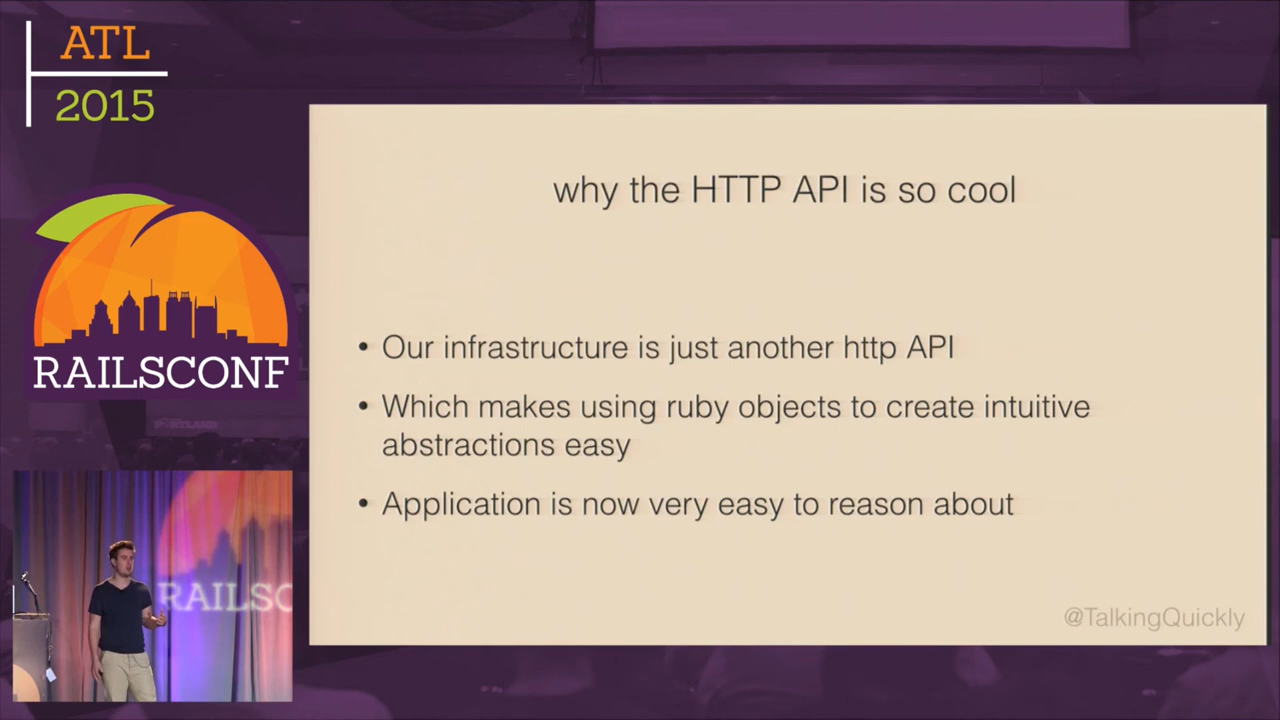 ATL
2015
RAILSCONF
why the HTTP API is so cool
• Our infrastructure is just another http API
• Which makes using ruby objects to create intuitive
abstractions easy
• Application is now very easy to reason about
@TalkingQuickly
RAILSC
PORTLAND